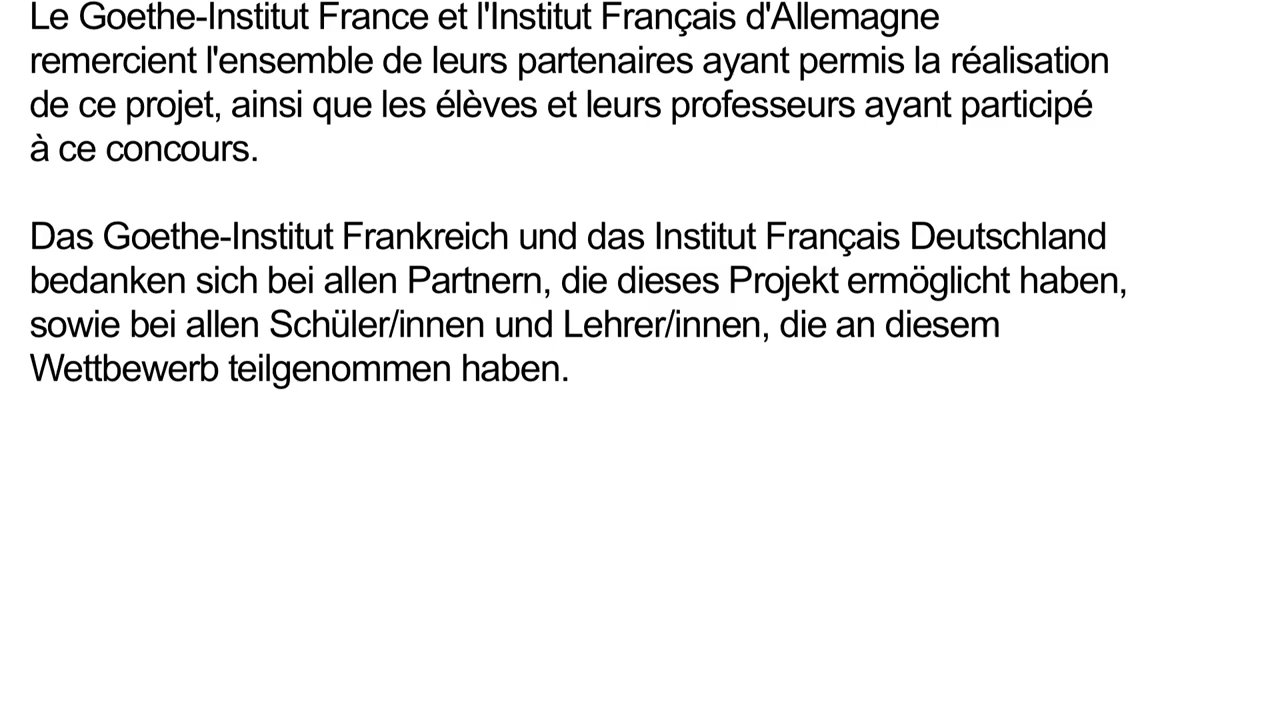 Le Goethe-Institut France et l'Institut Français d'Allemagne
remercient l'ensemble de leurs partenaires ayant permis la réalisation
de ce projet, ainsi que les élèves et leurs professeurs ayant participé
à ce concours.
Das Goethe-Institut Frankreich und das Institut Français Deutschland
bedanken sich bei allen Partnern, die dieses Projekt ermöglicht haben,
sowie bei allen Schüler/innen und Lehrer/innen, die an diesem
Wettbewerb teilgenommen haben.